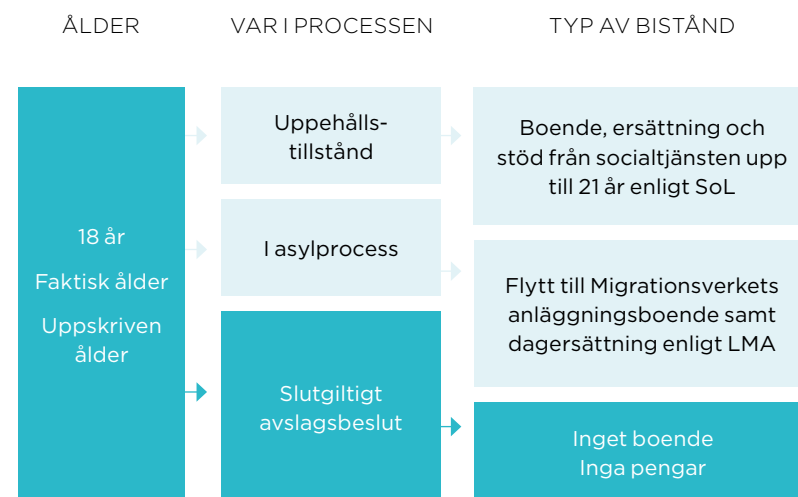 ÅLDER
VAR I PROCESSEN
TYP AV BISTÅND
18 år
Faktisk ålder
Uppskriven
ålder
Uppehålls-
tillstånd
I asylprocess
Slutgiltigt
avslagsbeslut
Boende, ersättning och
stöd från socialtjänsten upp
till 21 år enligt SoL
Flytt till Migrationsverkets
anläggningsboende samt
dagersättning enligt LMA
Inget boende
Inga pengar